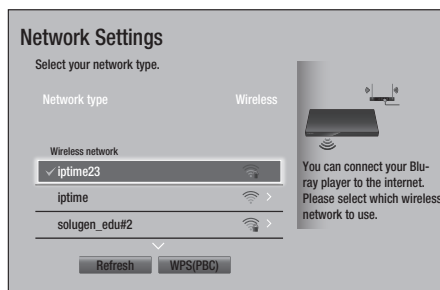 Network Settings
Select your network type.
Network type Wireless
Wireless network
iptime23
iptime
solugen_edu#2
Refresh WPS(PBC)
You can connect your Blu-
ray player to the internet.
Please select which wireless
network to use.